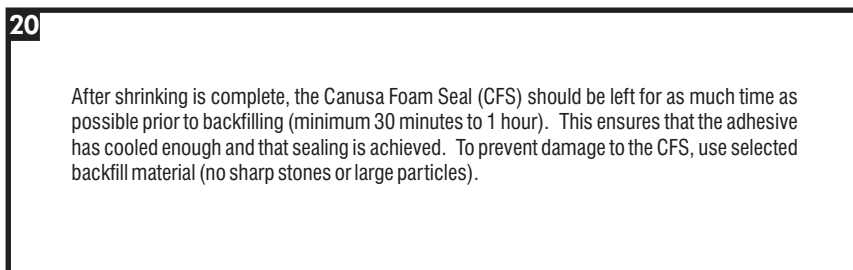 20
After shrinking is complete, the Canusa Foam Seal (CFS) should be left for as much time as
possible prior to backfilling (minimum 30 minutes to 1 hour). This ensures that the adhesive
has cooled enough and that sealing is achieved. To prevent damage to the CFS, use selected
backfill material (no sharp stones or large particles).